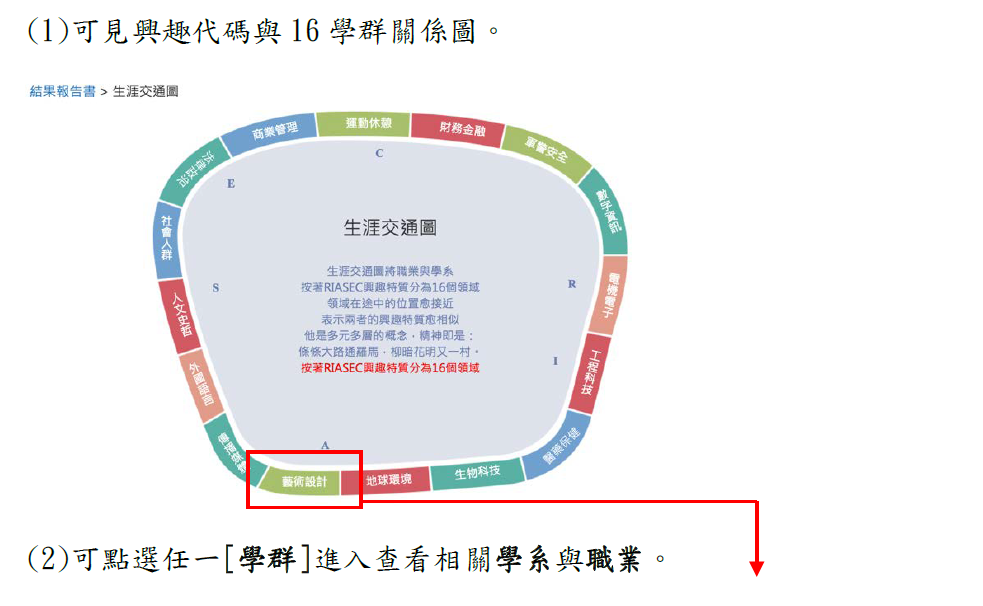 (1)可見興趣代碼與16學群關係圖。
結果報告書 > 生涯交通圖
運動休憩
財務金融
商業管理
軍警安全
C
法律政治
E
數字資訊
社會人群
生涯交通圖
電機電子
生涯交通圖將職業與學系
S
R
按著RIASEC興趣特質分為16個領域
人文史哲
領域在途中的位置愈接近
表示兩者的興趣特質愈相似
他是多元多層的概念,精神即是:
條條大路通羅馬,柳暗花明又一村。
工程科技
I
外國語言
按著RIASEC興趣特質分為16個領域
A
醫藥保健
藝術設計
地球環境
生物科技
(2)可點選任一[學群]進入查看相關學系與職業。